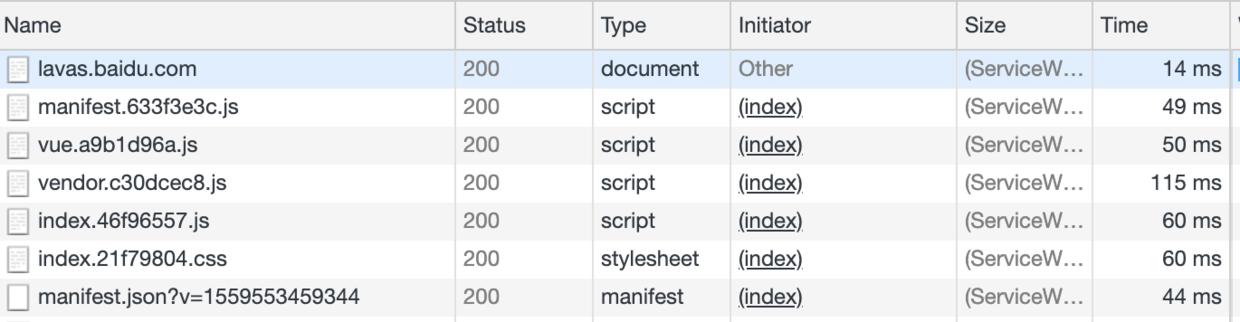 Name Status Type Initiator Size Time
lavas.baidu.com 200 document Other (ServiceW... 14 ms
manifest.633f3e3c.js 200 script (index) (ServiceW... 49 ms
vue.a9b1d96a.js 200 script (index) (ServiceW... 50 ms
vendor.c30dcec8.js 200 script (index) (ServiceW... 115 ms
index.46f96557.js 200 script (index) (ServiceW... 60 ms
index.21f79804.css 200 stylesheet (index) (ServiceW... 60 ms
manifest.json?v=1559553459344 200 manifest (index) (ServiceW... 44 ms